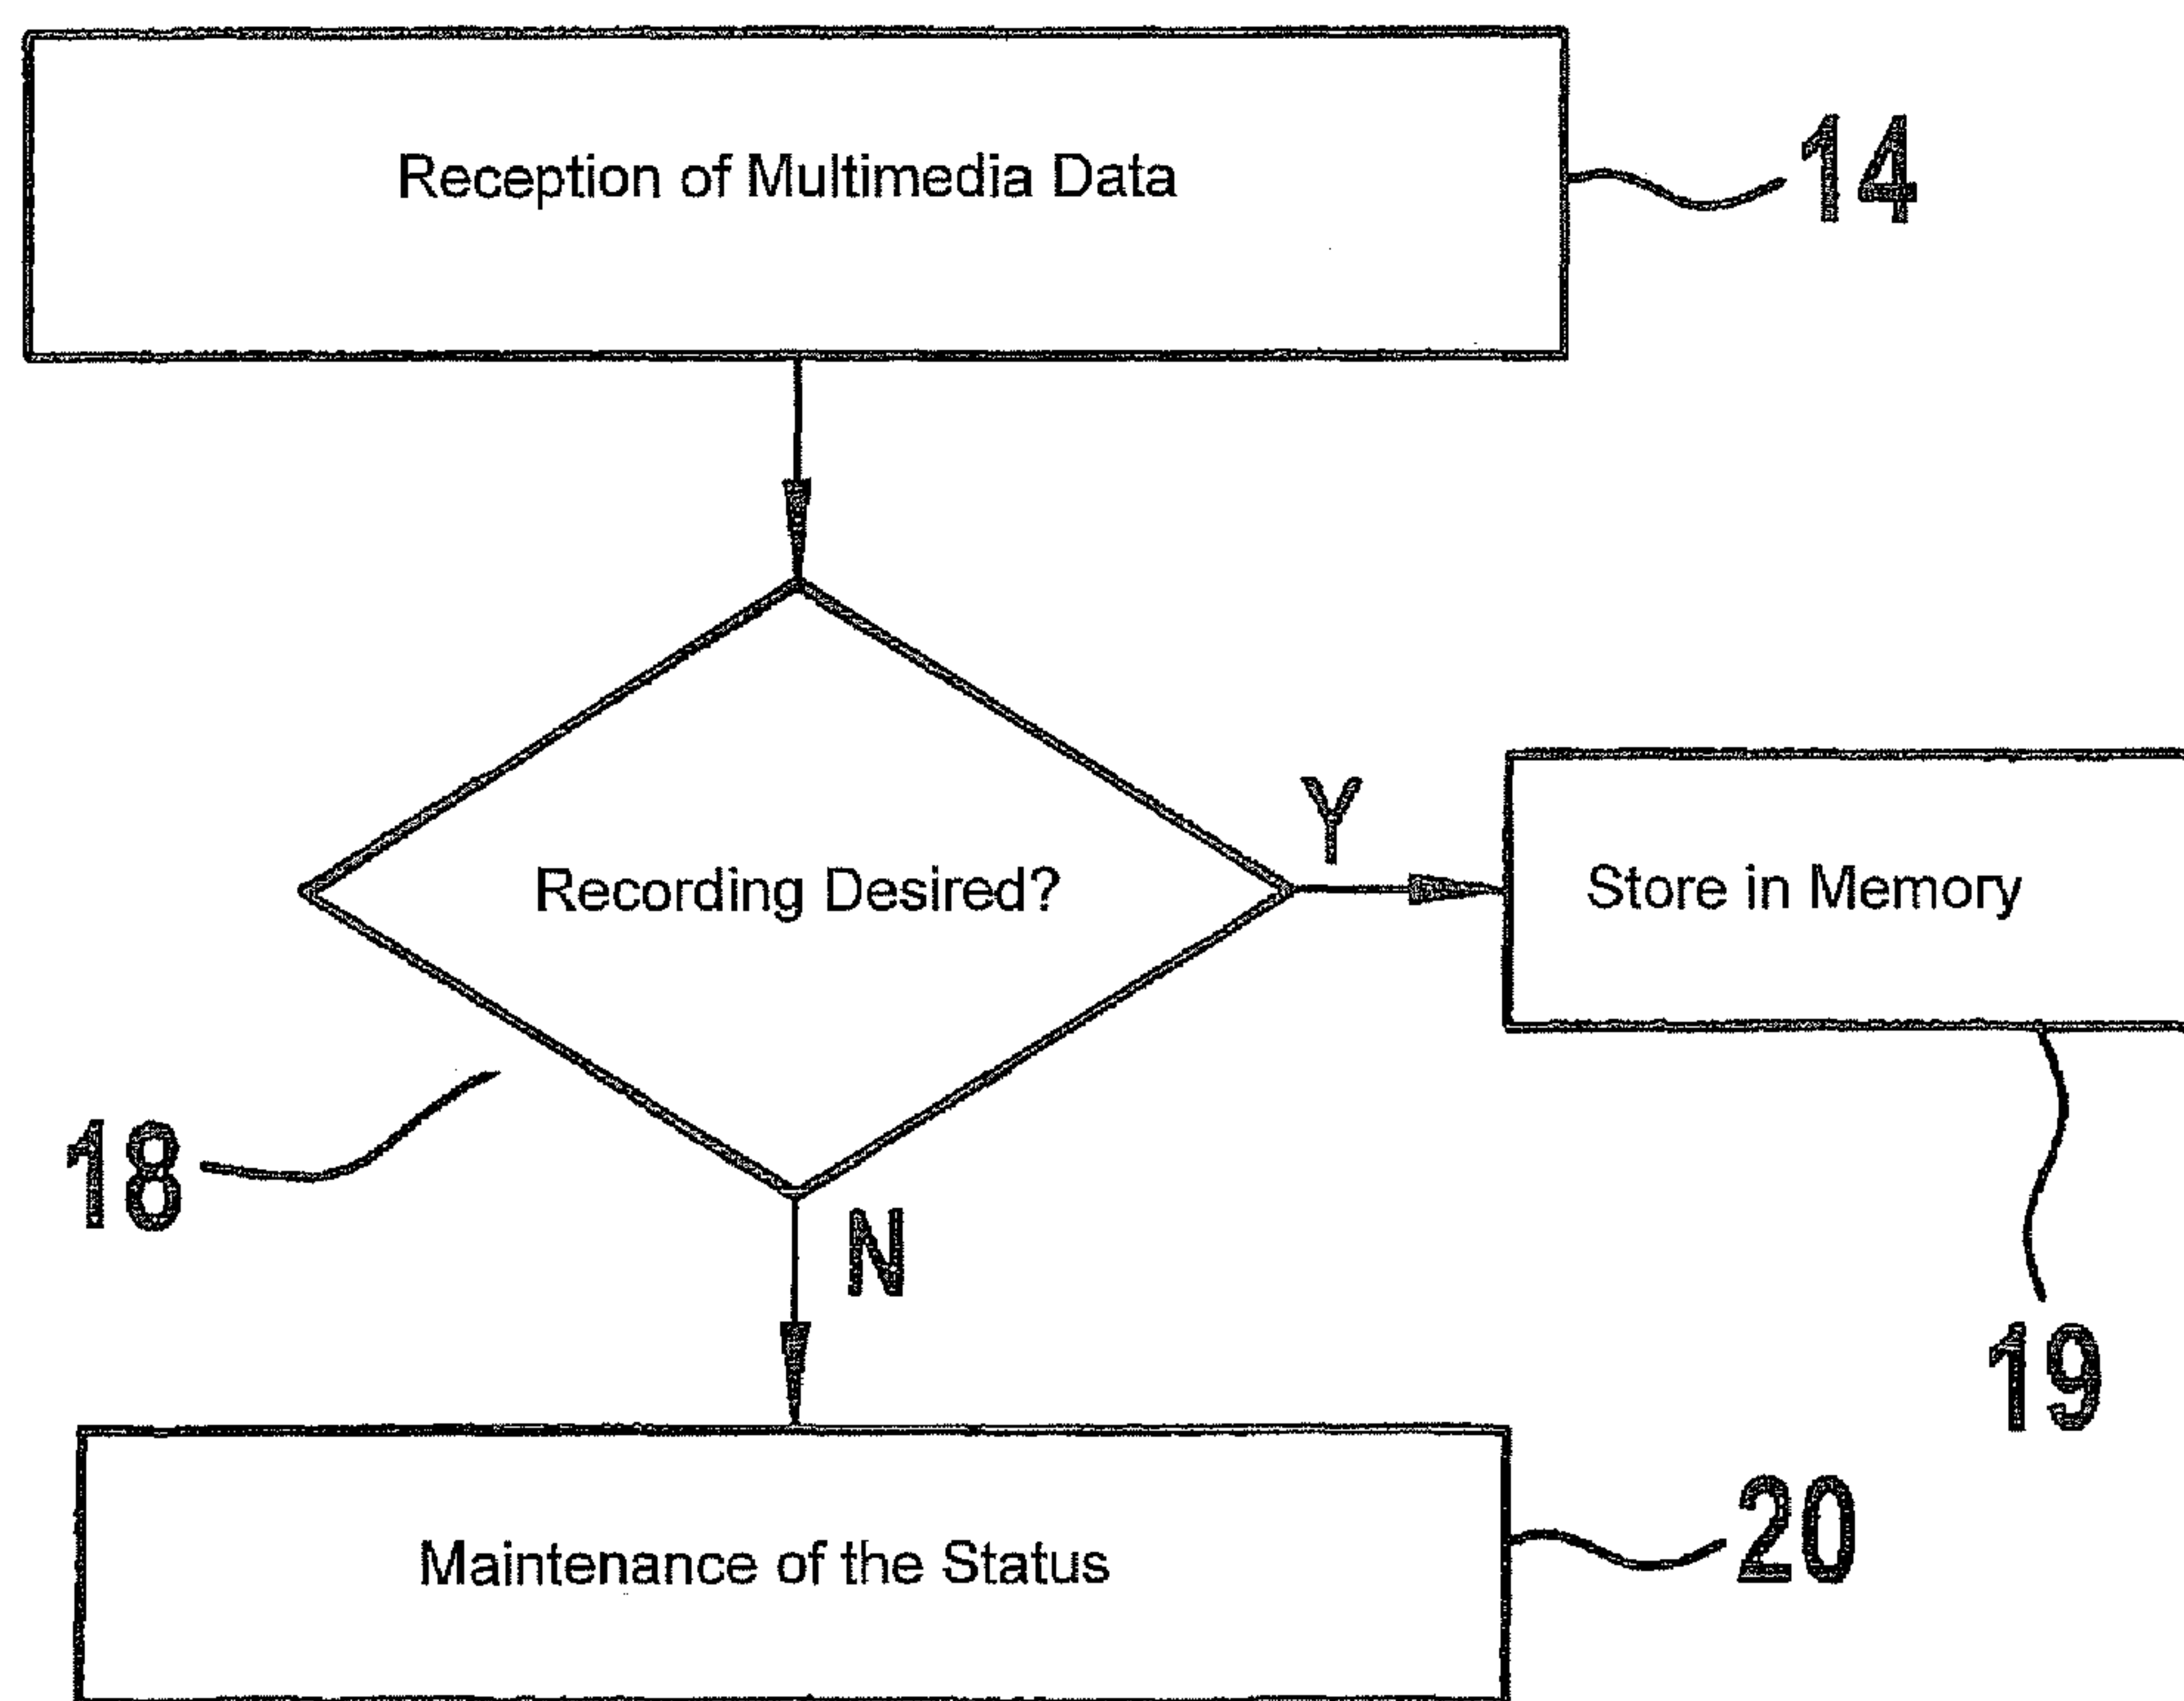 Reception of Multimedia Data
14
Recording Desired?
Y
Store in Memory
18
N
19
Maintenance of the Status
20